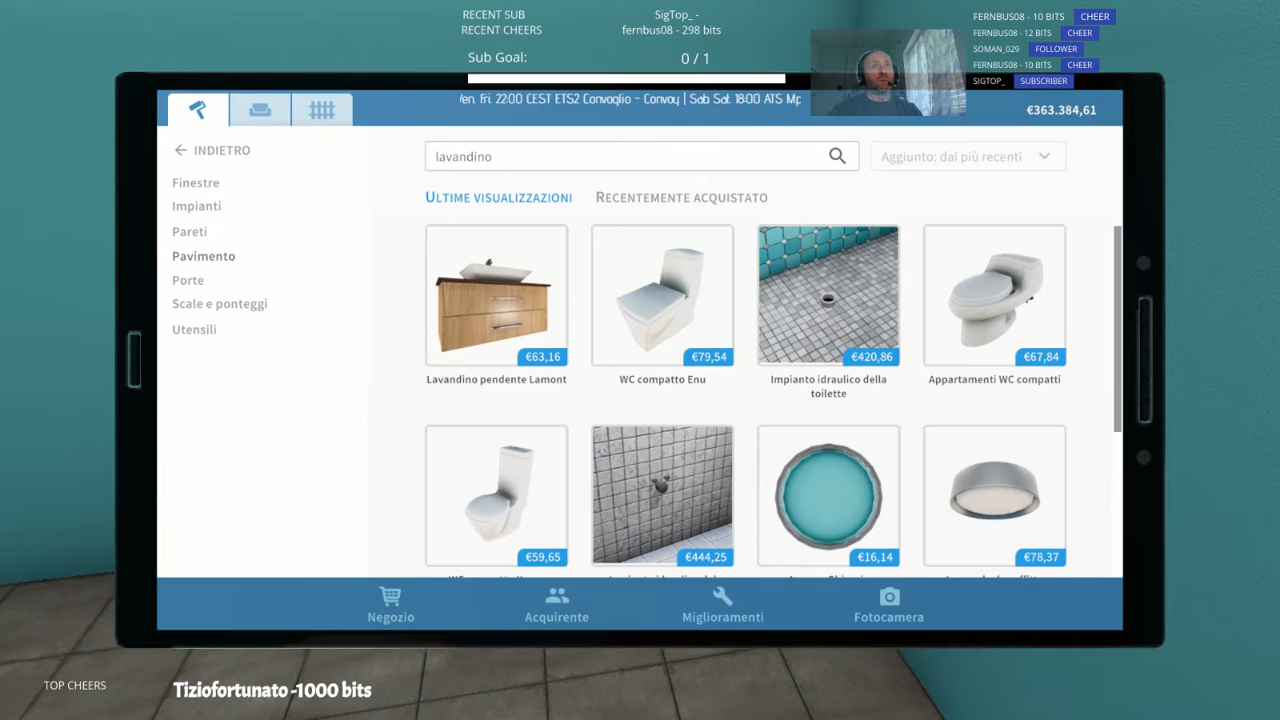 RECENT SUB
SigTop_ -
RECENT CHEERS
fernbus08 - 298 bits
Sub Goal:
0 / 1
FERNBUS08 - 10 BITS CHEER
FERNBUS08 - 12 BITS CHEER
SOMAN_029 FOLLOWER
FERNBUS08 - 10 BITS CHEER
SIGTOP_ SUBSCRIBER
Ven. Fri. 22:00 CEST ETS2 Convoglio - Convoy | Sab Sat. 18:00 ATS Mp
€363.384,61
INDIETRO
Finestre
Impianti
Pareti
Pavimento
Porte
Scale e ponteggi
Utensili
lavandino
Aggiunto: dai più recenti
ULTIME VISUALIZZAZIONI
RECENTEMENTE ACQUISTATO
€63,16
Lavandino pendente Lamont
€79,54
WC compatto Enu
€420,86
Impianto idraulico della
toilette
€67,84
Appartamenti WC compatti
€59,65
€444,25
€16,14
€78,37
Negozio
Acquirente
Miglioramenti
Fotocamera
TOP CHEERS
Tiziofortunato -1000 bits